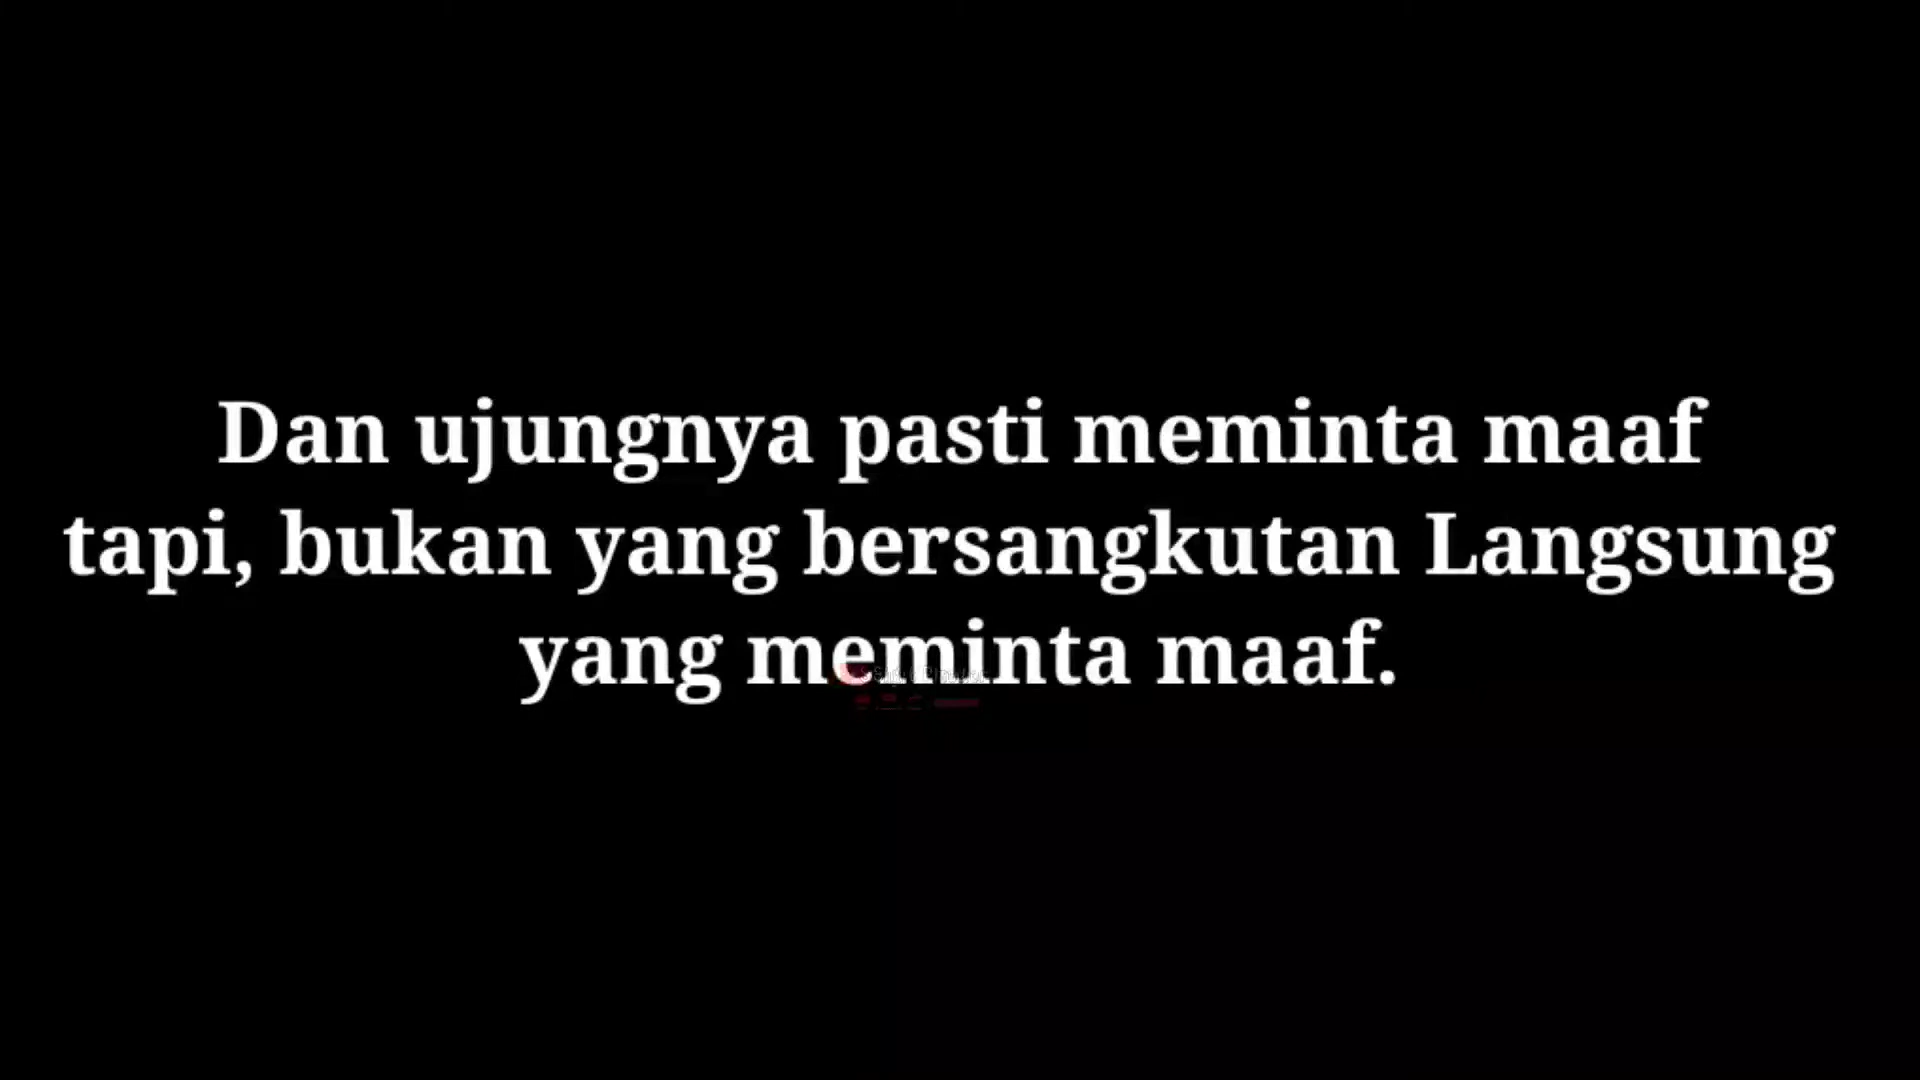 Dan ujungnya pasti meminta maaf
tapi, bukan yang bersangkutan Langsung
yang meminta maaf.